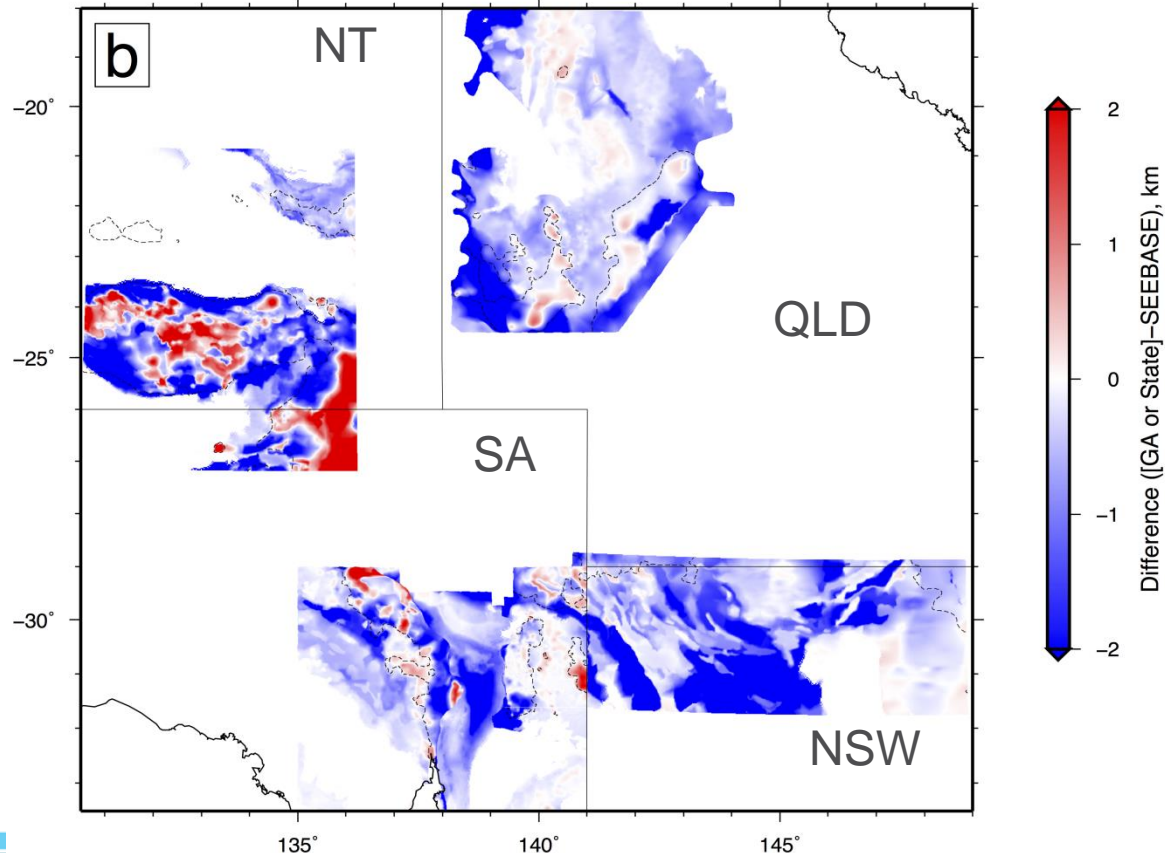 b
NT
QLD
SA
NSW
−20˚
−25˚
−30˚
135˚
140˚
145˚
2
1
0
−1
−2
Difference ([GA or State]−SEEBASE), km